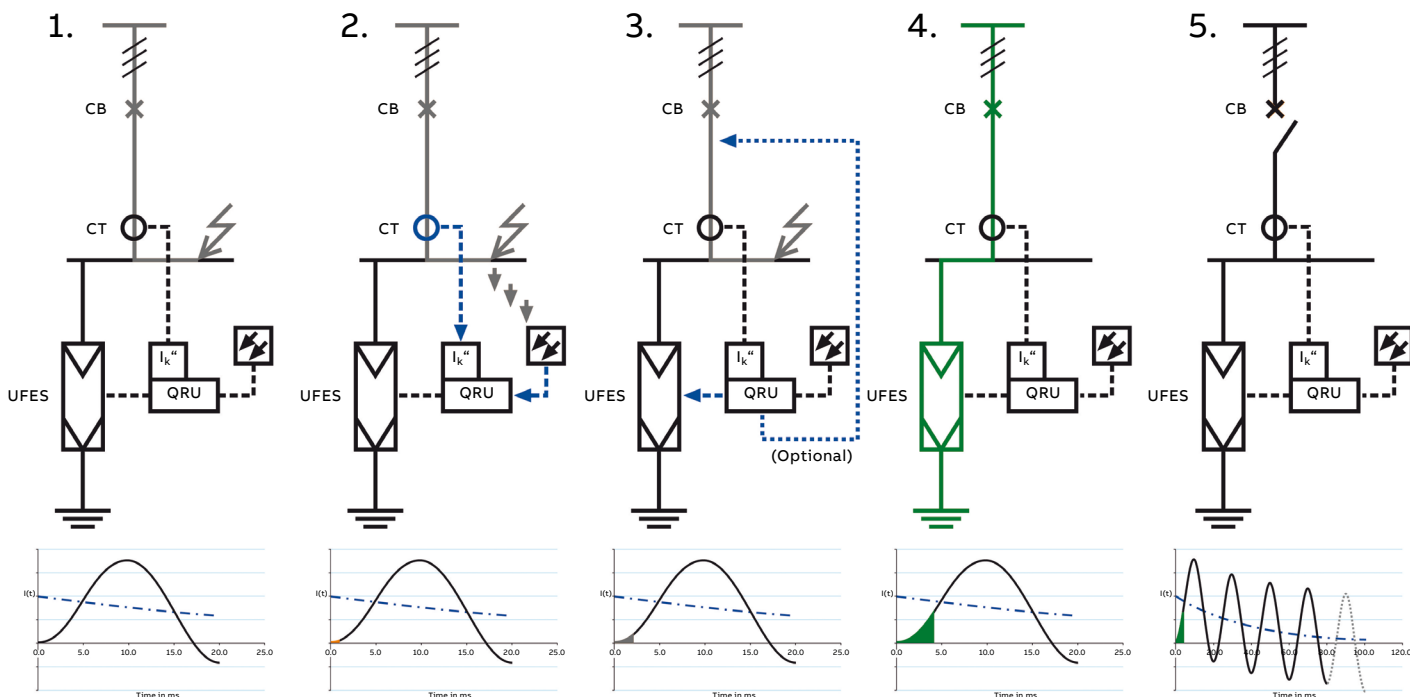 1.
CB
CT
I_k“
QRU
UFES
I(t)
0.0 5.0 10.0 15.0 20.0 25.0
Time in ms
2.
CB
CT
I_k“
QRU
UFES
I(t)
0.0 5.0 10.0 15.0 20.0 25.0
Time in ms
3.
CB
CT
I_k“
QRU
UFES
(Optional)
I(t)
0.0 5.0 10.0 15.0 20.0 25.0
Time in ms
4.
CB
CT
I_k“
QRU
UFES
I(t)
0.0 5.0 10.0 15.0 20.0 25.0
Time in ms
5.
CB
CT
I_k“
QRU
UFES
I(t)
0.0 20.0 40.0 60.0 80.0 100.0 120.0
Time in ms